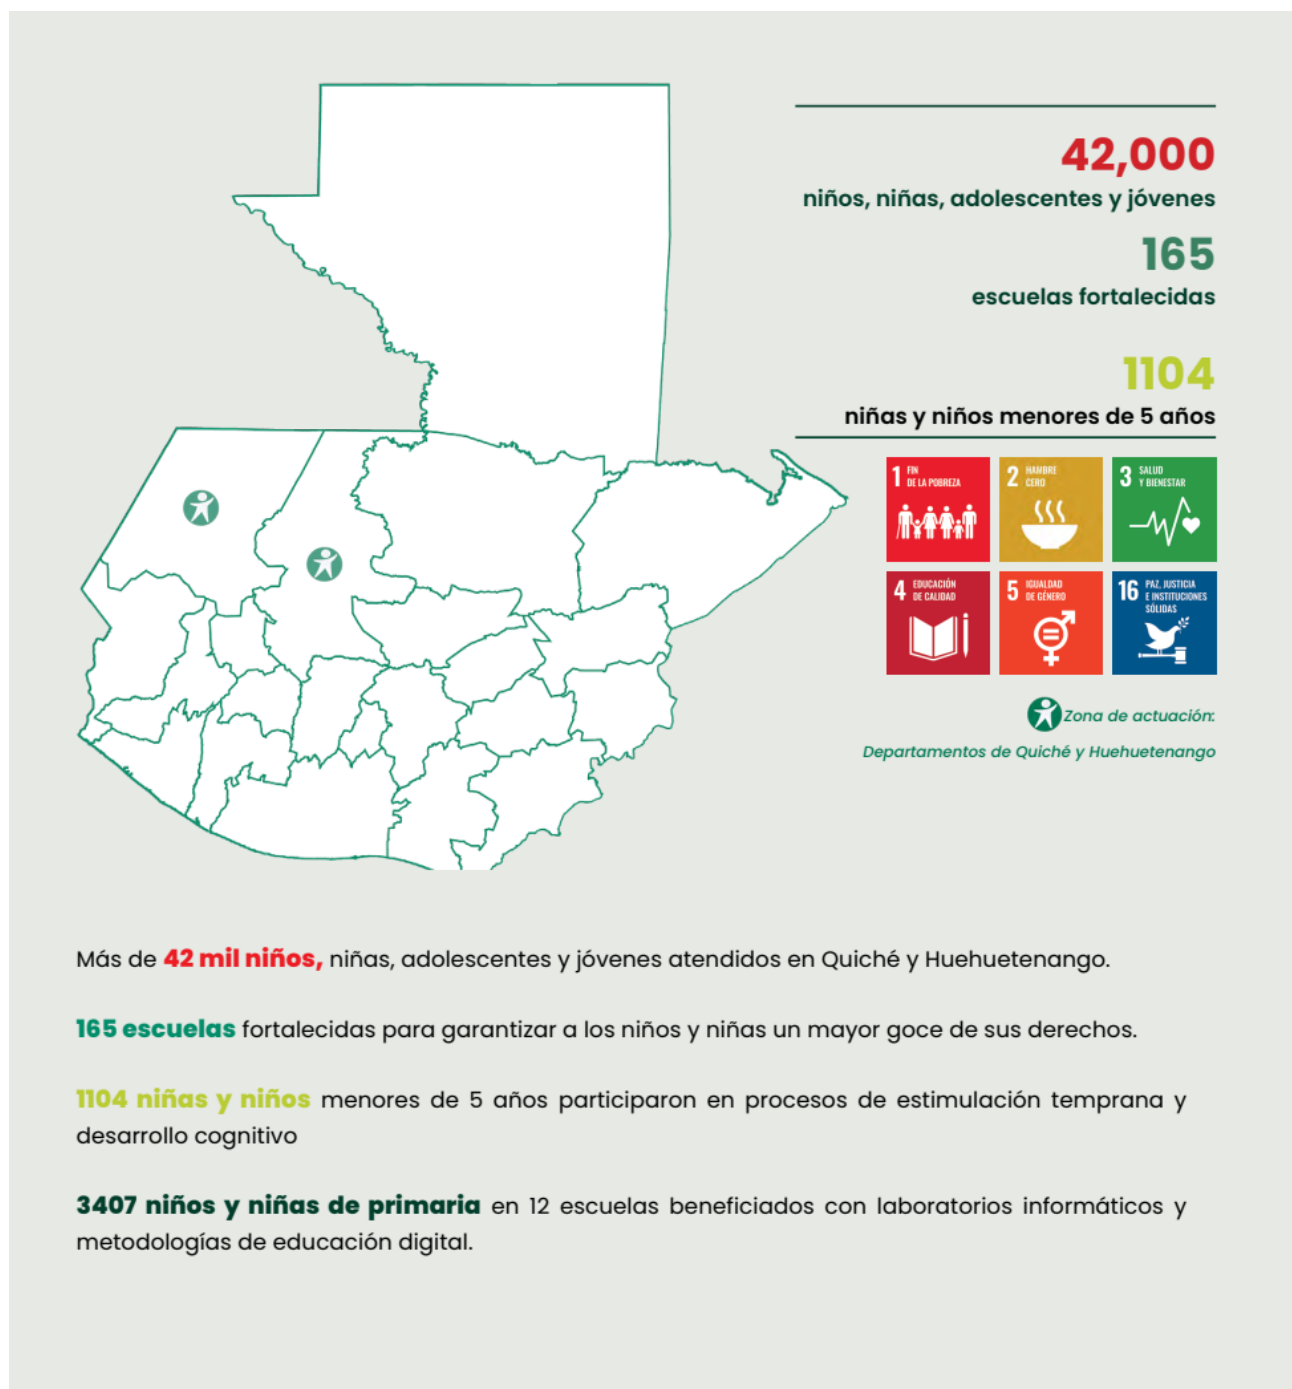 42,000
niños, niñas, adolescentes y jóvenes
165
escuelas fortalecidas
1104
niñas y niños menores de 5 años
1 FIN
DE LA POBREZA
2 HAMBRE
CERO
3 SALUD
Y BIENESTAR
4 EDUCACIÓN
DE CALIDAD
5 IGUALDAD
DE GÉNERO
16 PAZ, JUSTICIA
E INSTITUCIONES
SÓLIDAS
Zona de actuación:
Departamentos de Quiché y Huehuetenango
Más de 42 mil niños, niñas, adolescentes y jóvenes atendidos en Quiché y Huehuetenango.
165 escuelas fortalecidas para garantizar a los niños y niñas un mayor goce de sus derechos.
1104 niñas y niños menores de 5 años participaron en procesos de estimulación temprana y
desarrollo cognitivo
3407 niños y niñas de primaria en 12 escuelas beneficiados con laboratorios informáticos y
metodologías de educación digital.